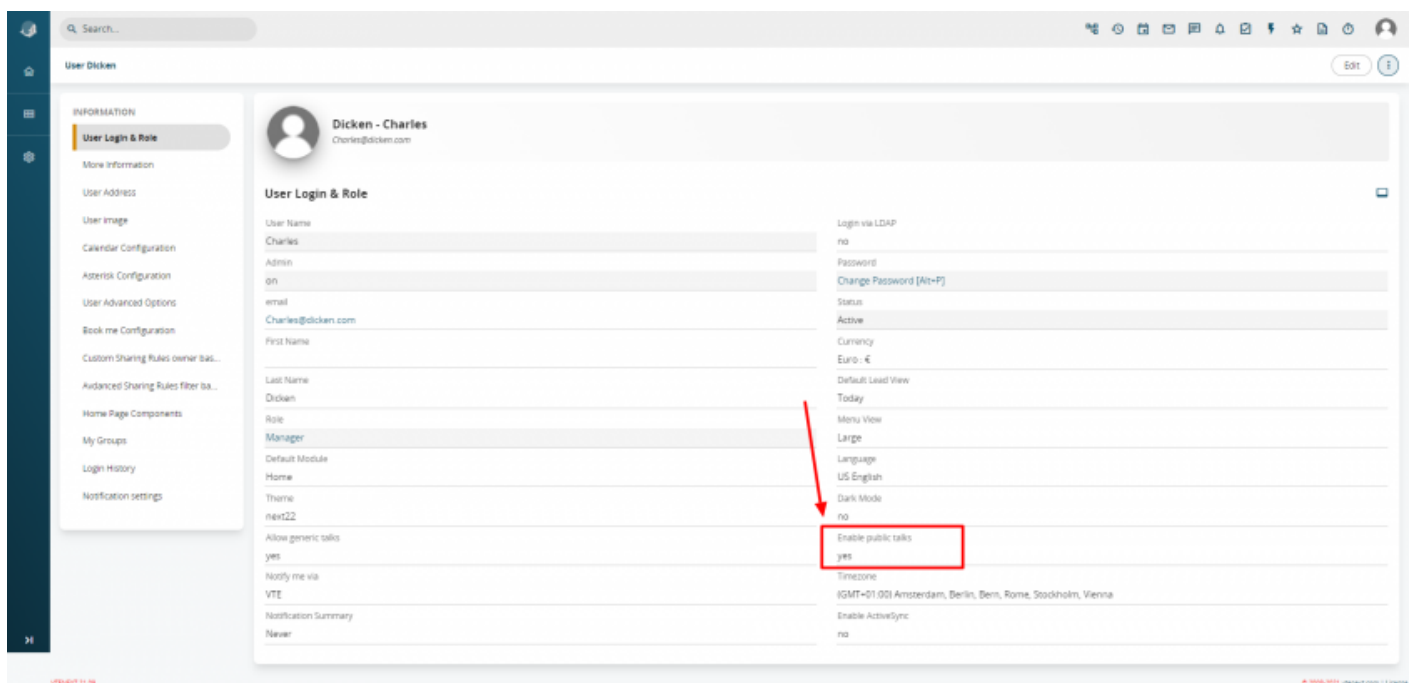 Search...
User Dicken
Edit
INFORMATION
User Login & Role
More Information
User Address
User Image
Calendar Configuration
Asterisk Configuration
User Advanced Options
Book me Configuration
Custom Sharing Rules owner bas...
Avdanced Sharing Rules filter ba...
Home Page Components
My Groups
Login History
Notification settings
Dicken - Charles
Charles@dicken.com
User Login & Role
User Name
Charles
Admin
on
email
Charles@dicken.com
First Name
Last Name
Dicken
Role
Manager
Default Module
Home
Theme
next22
Allow generic talks
yes
Notify me via
VTE
Notification Summary
Never
Login via LDAP
no
Password
Change Password [Alt+P]
Status
Active
Currency
Euro : €
Default Lead View
Today
Menu View
Large
Language
US English
Dark Mode
no
Enable public talks
yes
Timezone
(GMT+01:00) Amsterdam, Berlin, Bern, Rome, Stockholm, Vienna
Enable ActiveSync
no